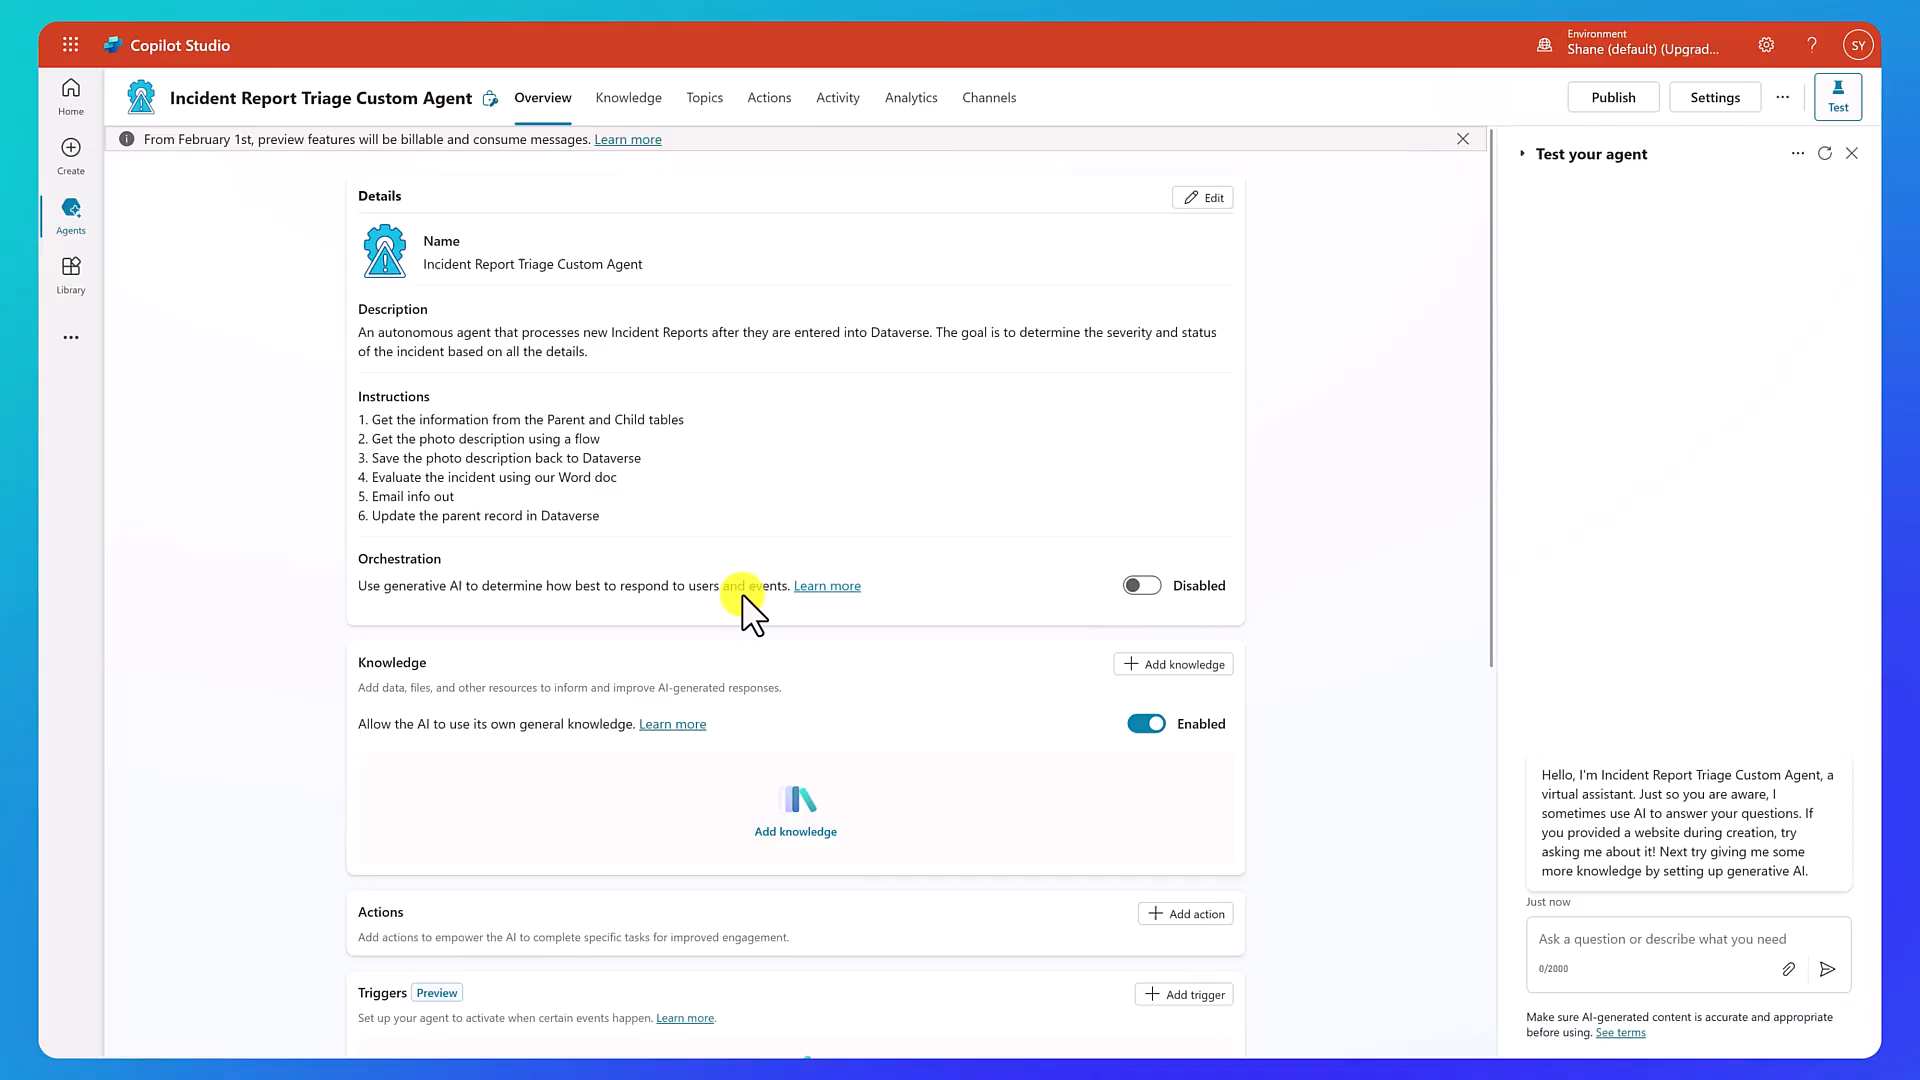 Copilot Studio
Environment
Shane (default) (Upgrad...
SY
Home
Create
Agents
Library
Incident Report Triage Custom Agent
Overview
Knowledge
Topics
Actions
Activity
Analytics
Channels
Publish
Settings
Test
From February 1st, preview features will be billable and consume messages. Learn more
Details
Edit
Name
Incident Report Triage Custom Agent
Description
An autonomous agent that processes new Incident Reports after they are entered into Dataverse. The goal is to determine the severity and status
of the incident based on all the details.
Instructions
1. Get the information from the Parent and Child tables
2. Get the photo description using a flow
3. Save the photo description back to Dataverse
4. Evaluate the incident using our Word doc
5. Email info out
6. Update the parent record in Dataverse
Orchestration
Use generative AI to determine how best to respond to users and events. Learn more
Disabled
Knowledge
Add knowledge
Add data, files, and other resources to inform and improve AI-generated responses.
Allow the AI to use its own general knowledge. Learn more
Enabled
Add knowledge
Actions
Add action
Add actions to empower the AI to complete specific tasks for improved engagement.
Triggers Preview
Add trigger
Set up your agent to activate when certain events happen. Learn more.
Test your agent
Hello, I'm Incident Report Triage Custom Agent, a
virtual assistant. Just so you are aware, I
sometimes use AI to answer your questions. If
you provided a website during creation, try
asking me about it! Next try giving me some
more knowledge by setting up generative AI.
Just now
Ask a question or describe what you need
0/2000
Make sure AI-generated content is accurate and appropriate
before using. See terms